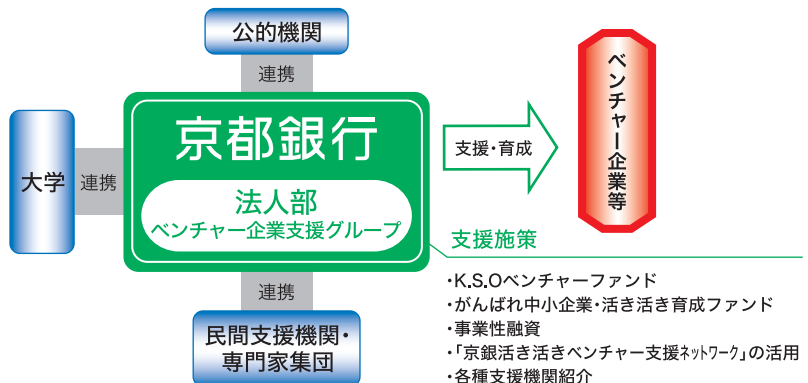 公的機関
連携
大学
連携
京都銀行
法人部
ベンチャー企業支援グループ
支援・育成
ベンチャー企業等
連携
民間支援機関・
専門家集団
支援施策
・K.S.Oベンチャーファンド
・がんばれ中小企業・活き活き育成ファンド
・事業性融資
・「京銀活き活きベンチャー支援ネットワーク」の活用
・各種支援機関紹介